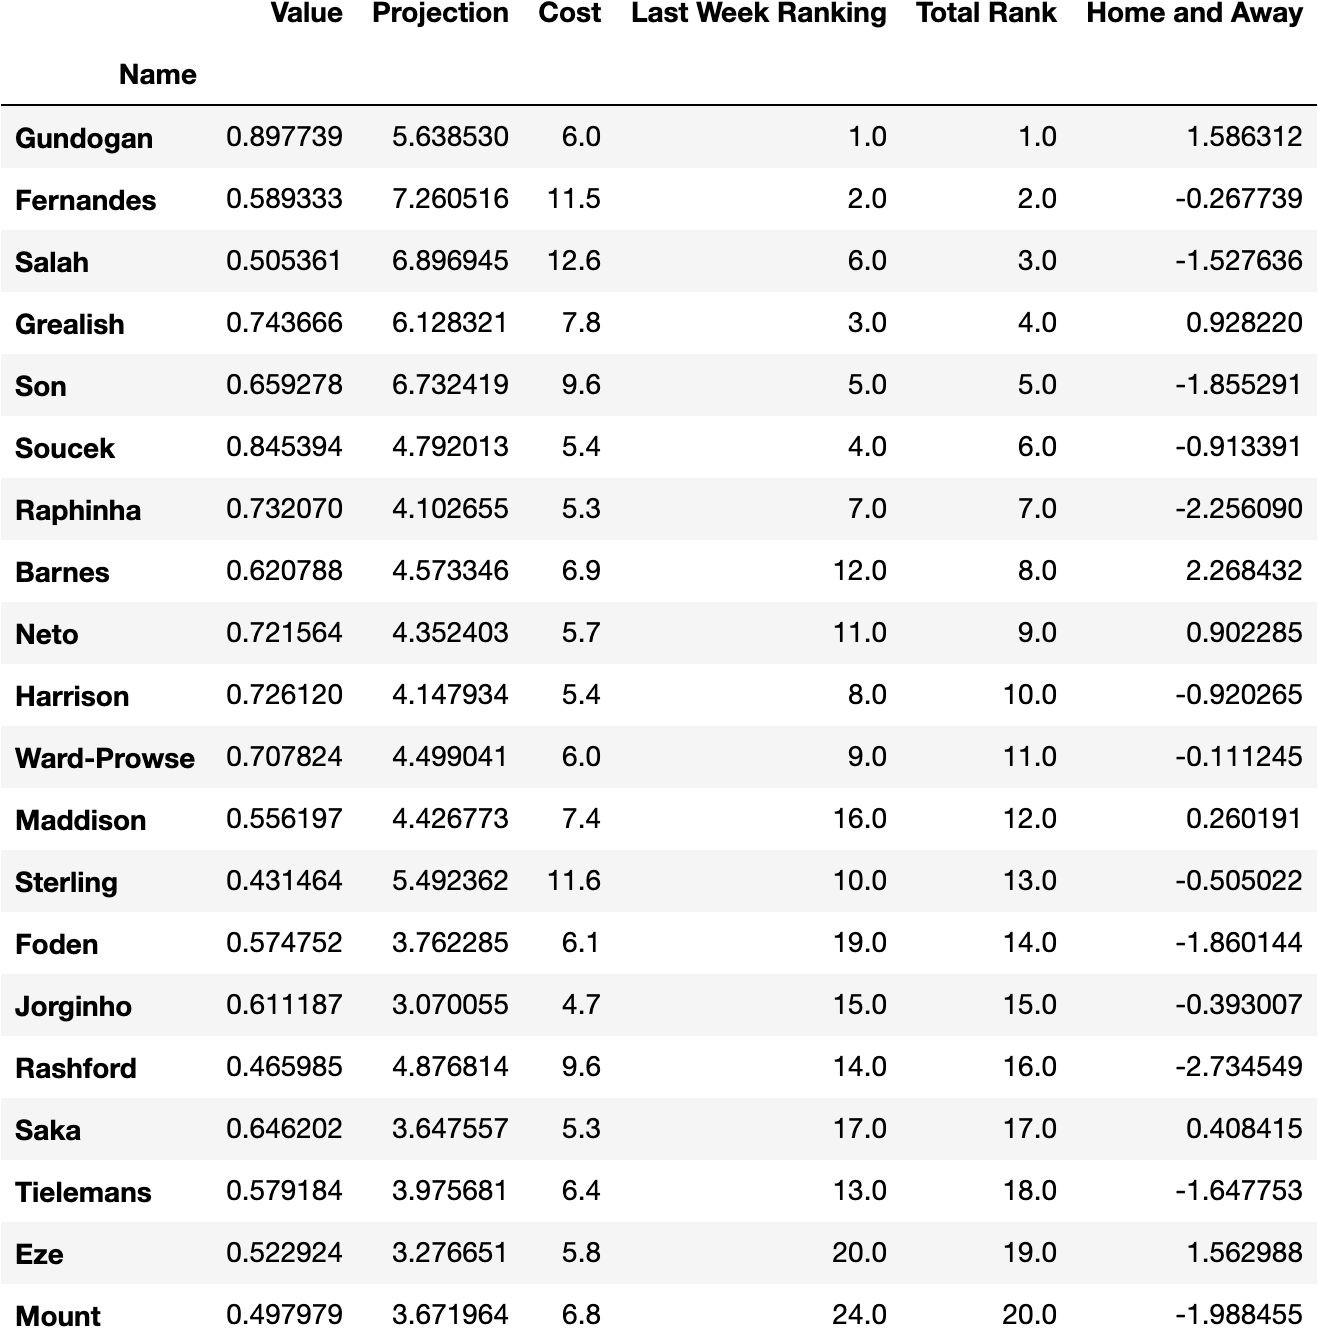 Value Projection Cost Last Week Ranking Total Rank Home and Away
Name
Gundogan 0.897739 5.638530 6.0 1.0 1.0 1.586312
Fernandes 0.589333 7.260516 11.5 2.0 2.0 -0.267739
Salah 0.505361 6.896945 12.6 6.0 3.0 -1.527636
Grealish 0.743666 6.128321 7.8 3.0 4.0 0.928220
Son 0.659278 6.732419 9.6 5.0 5.0 -1.855291
Soucek 0.845394 4.792013 5.4 4.0 6.0 -0.913391
Raphinha 0.732070 4.102655 5.3 7.0 7.0 -2.256090
Barnes 0.620788 4.573346 6.9 12.0 8.0 2.268432
Neto 0.721564 4.352403 5.7 11.0 9.0 0.902285
Harrison 0.726120 4.147934 5.4 8.0 10.0 -0.920265
Ward-Prowse 0.707824 4.499041 6.0 9.0 11.0 -0.111245
Maddison 0.556197 4.426773 7.4 16.0 12.0 0.260191
Sterling 0.431464 5.492362 11.6 10.0 13.0 -0.505022
Foden 0.574752 3.762285 6.1 19.0 14.0 -1.860144
Jorginho 0.611187 3.070055 4.7 15.0 15.0 -0.393007
Rashford 0.465985 4.876814 9.6 14.0 16.0 -2.734549
Saka 0.646202 3.647557 5.3 17.0 17.0 0.408415
Tielemans 0.579184 3.975681 6.4 13.0 18.0 -1.647753
Eze 0.522924 3.276651 5.8 20.0 19.0 1.562988
Mount 0.497979 3.671964 6.8 24.0 20.0 -1.988455